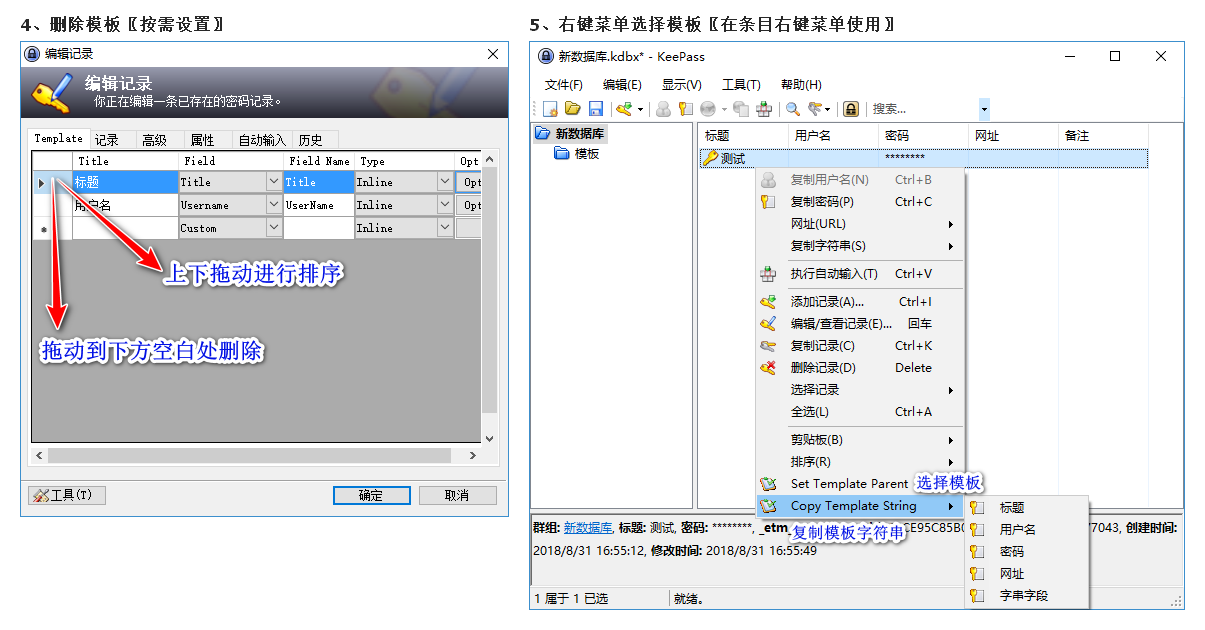 4、删除模板〖按需设置〗
编辑记录
编辑记录
你正在编辑一条已存在的密码记录。
Template 记录 高级 属性 自动输入 历史
Title Field Field Name Type Opt
标题 Title Title Inline Opt
用户名 Username UserName Inline Opt
Custom Inline
上下拖动进行排序
拖动到下方空白处删除
工具(T) 确定 取消
5、右键菜单选择模板〖在条目右键菜单使用〗
新数据库.kdbx* - KeePass
文件(F) 编辑(E) 显示(V) 工具(T) 帮助(H)
搜索...
新数据库
模板
标题 用户名 密码 网址 备注
测试 ********
复制用户名(N) Ctrl+B
复制密码(P) Ctrl+C
网址(URL)
复制字符串(S)
执行自动输入(T) Ctrl+V
添加记录(A)... Ctrl+I
编辑/查看记录(E)... 回车
复制记录(C) Ctrl+K
删除记录(D) Delete
选择记录
全选(L) Ctrl+A
剪贴板(B)
排序(R)
Set Template Parent 选择模板
Copy Template String
复制模板字符串
标题
用户名
密码
网址
字串字段
群组: 新数据库, 标题: 测试, 密码: ********, _etm_ CE95C85B0 7043, 创建时间:
2018/8/31 16:55:12, 修改时间: 2018/8/31 16:55:49
1 属于 1 已选 就绪。